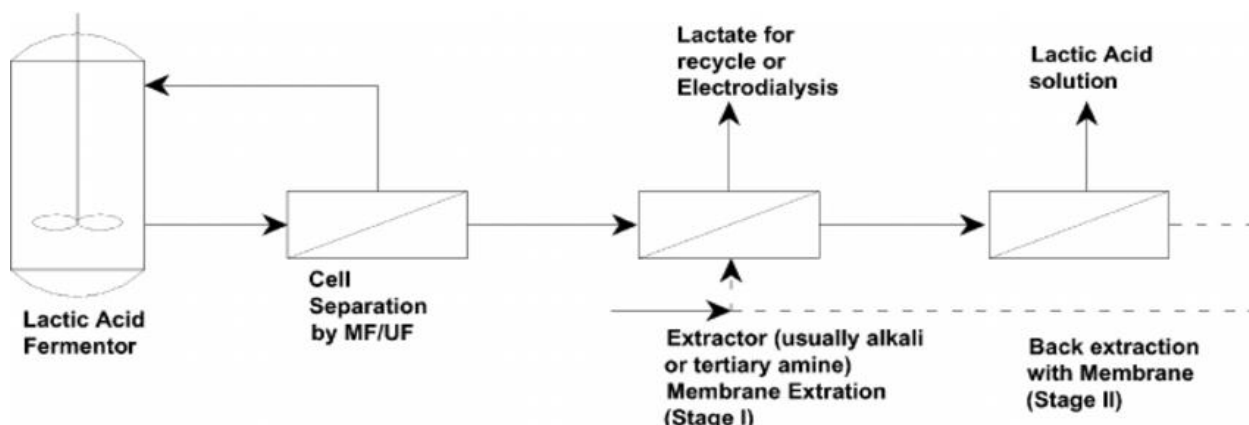 Lactate for
recycle or
Electrodialysis
Lactic Acid
solution
Cell
Separation
by MF/UF
Lactic Acid
Fermentor
Extractor (usually alkali
or tertiary amine)
Membrane Extration
(Stage I)
Back extraction
with Membrane
(Stage II)